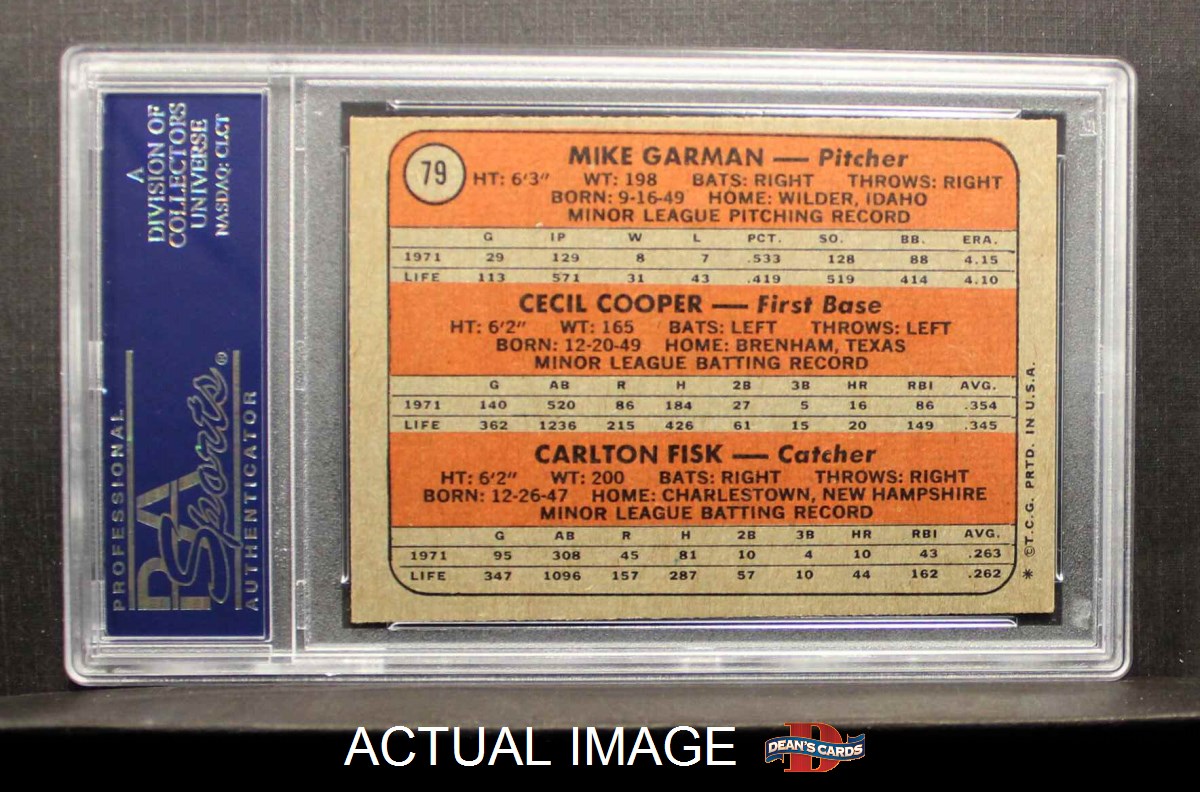 A
DIVISION OF
COLLECTORS
UNIVERSE
NASDAQ: CLCT
PROFESSIONAL
PSA
Sports®
AUTHENTICATOR
79
MIKE GARMAN — Pitcher
HT: 6'3" WT: 198 BATS: RIGHT THROWS: RIGHT
BORN: 9-16-49 HOME: WILDER, IDAHO
MINOR LEAGUE PITCHING RECORD
G IP W L PCT. SO. BB. ERA.
1971 29 129 8 7 .533 128 88 4.15
LIFE 113 571 31 43 .419 519 414 4.10
CECIL COOPER — First Base
HT: 6'2" WT: 165 BATS: LEFT THROWS: LEFT
BORN: 12-20-49 HOME: BRENHAM, TEXAS
MINOR LEAGUE BATTING RECORD
G AB R H 2B 3B HR RBI AVG.
1971 140 520 86 184 27 5 16 86 .354
LIFE 362 1236 215 426 61 15 20 149 .345
CARLTON FISK — Catcher
HT: 6'2" WT: 200 BATS: RIGHT THROWS: RIGHT
BORN: 12-26-47 HOME: CHARLESTOWN, NEW HAMPSHIRE
MINOR LEAGUE BATTING RECORD
G AB R H 2B 3B HR RBI AVG.
1971 95 308 45 81 10 4 10 43 .263
LIFE 347 1096 157 287 57 10 44 162 .262
* ©T.C.G. PRTD. IN U.S.A.
ACTUAL IMAGE
D
DEAN'S CARDS